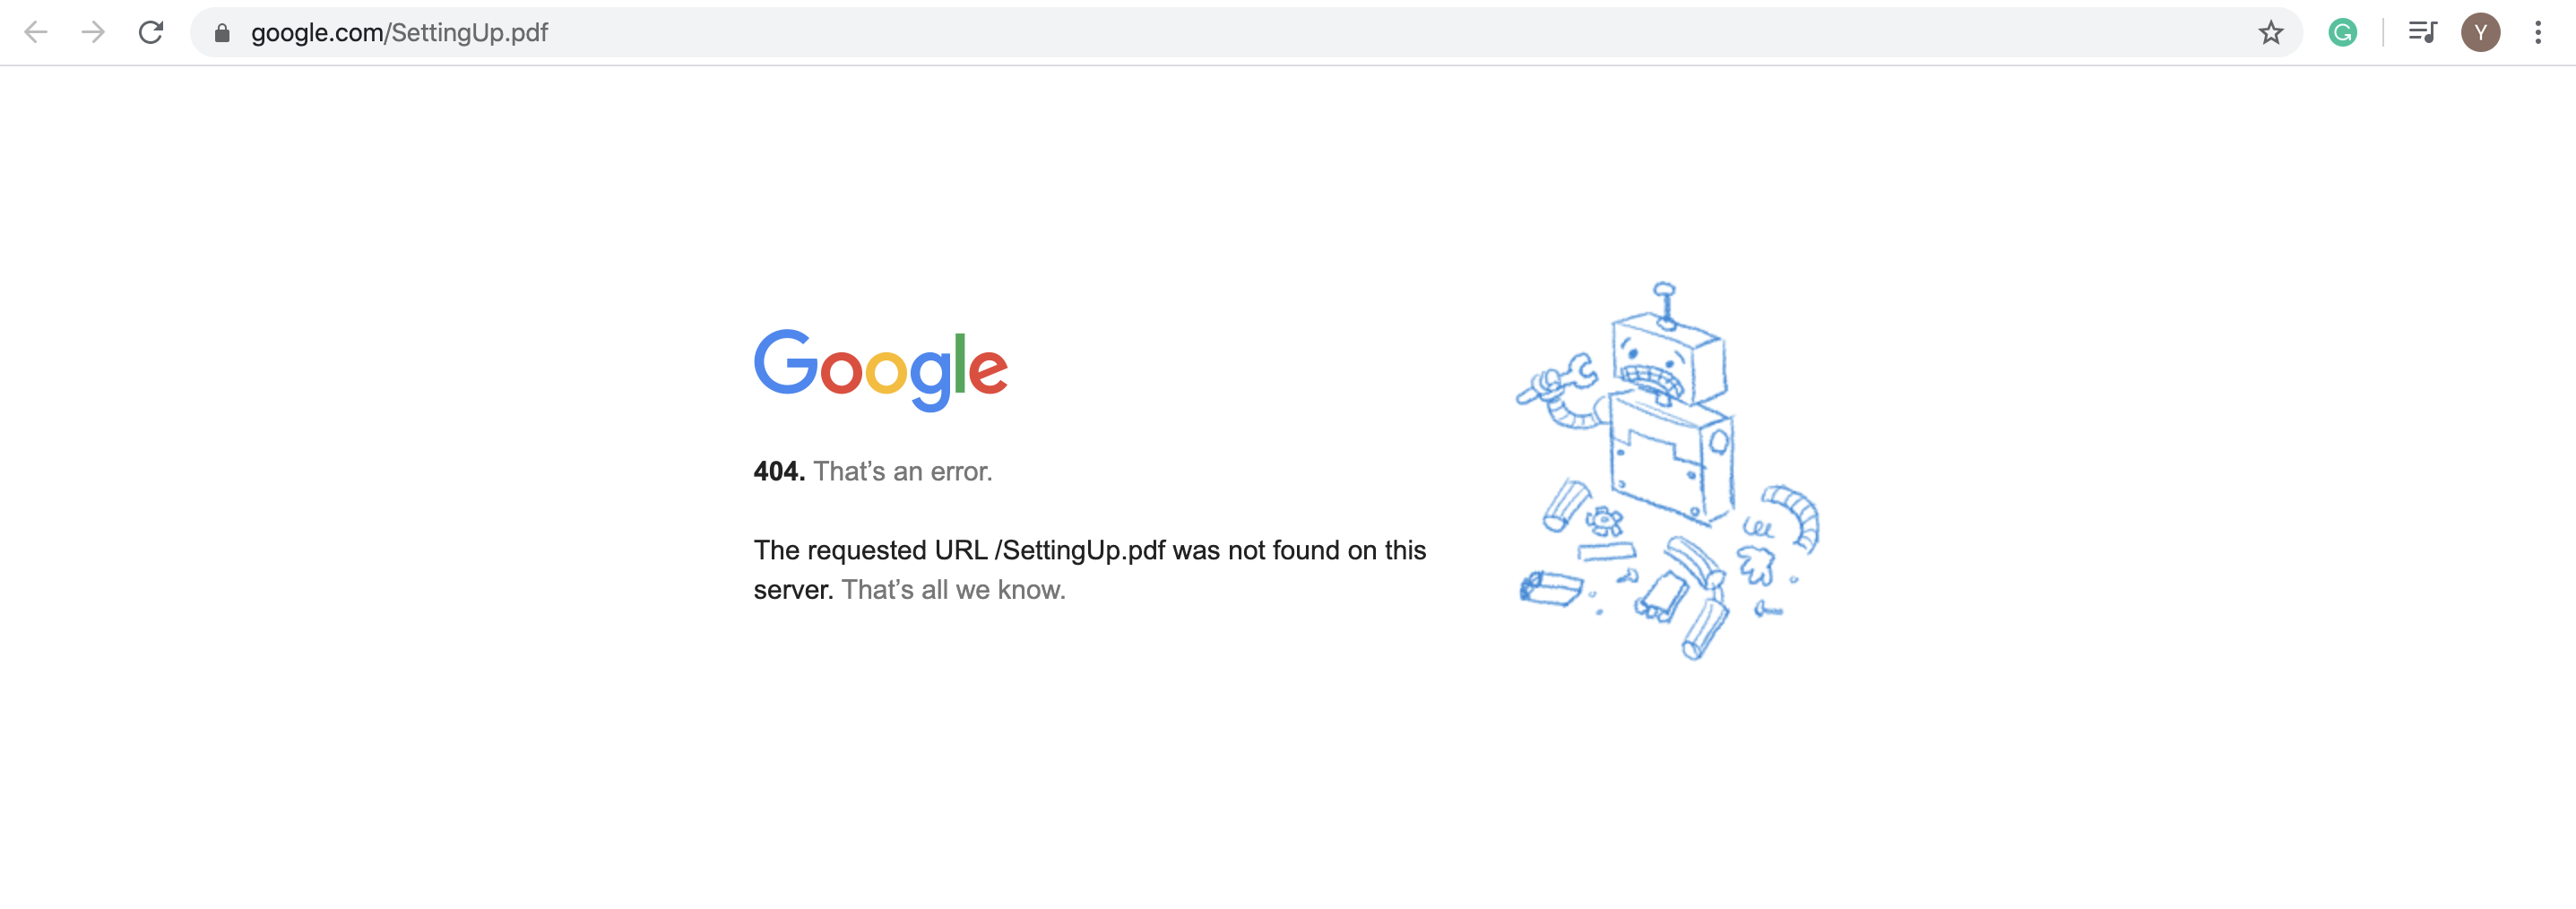 google.com/SettingUp.pdf
G
Y
Google
404. That’s an error.
The requested URL /SettingUp.pdf was not found on this
server. That’s all we know.